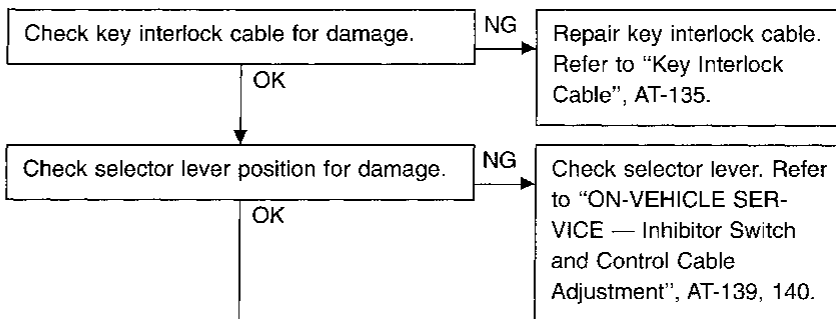 Check key interlock cable for damage.
NG
Repair key interlock cable.
Refer to “Key Interlock
Cable”, AT-135.
OK
Check selector lever position for damage.
NG
Check selector lever. Refer
to “ON-VEHICLE SER-
VICE — Inhibitor Switch
and Control Cable
Adjustment”, AT-139, 140.
OK